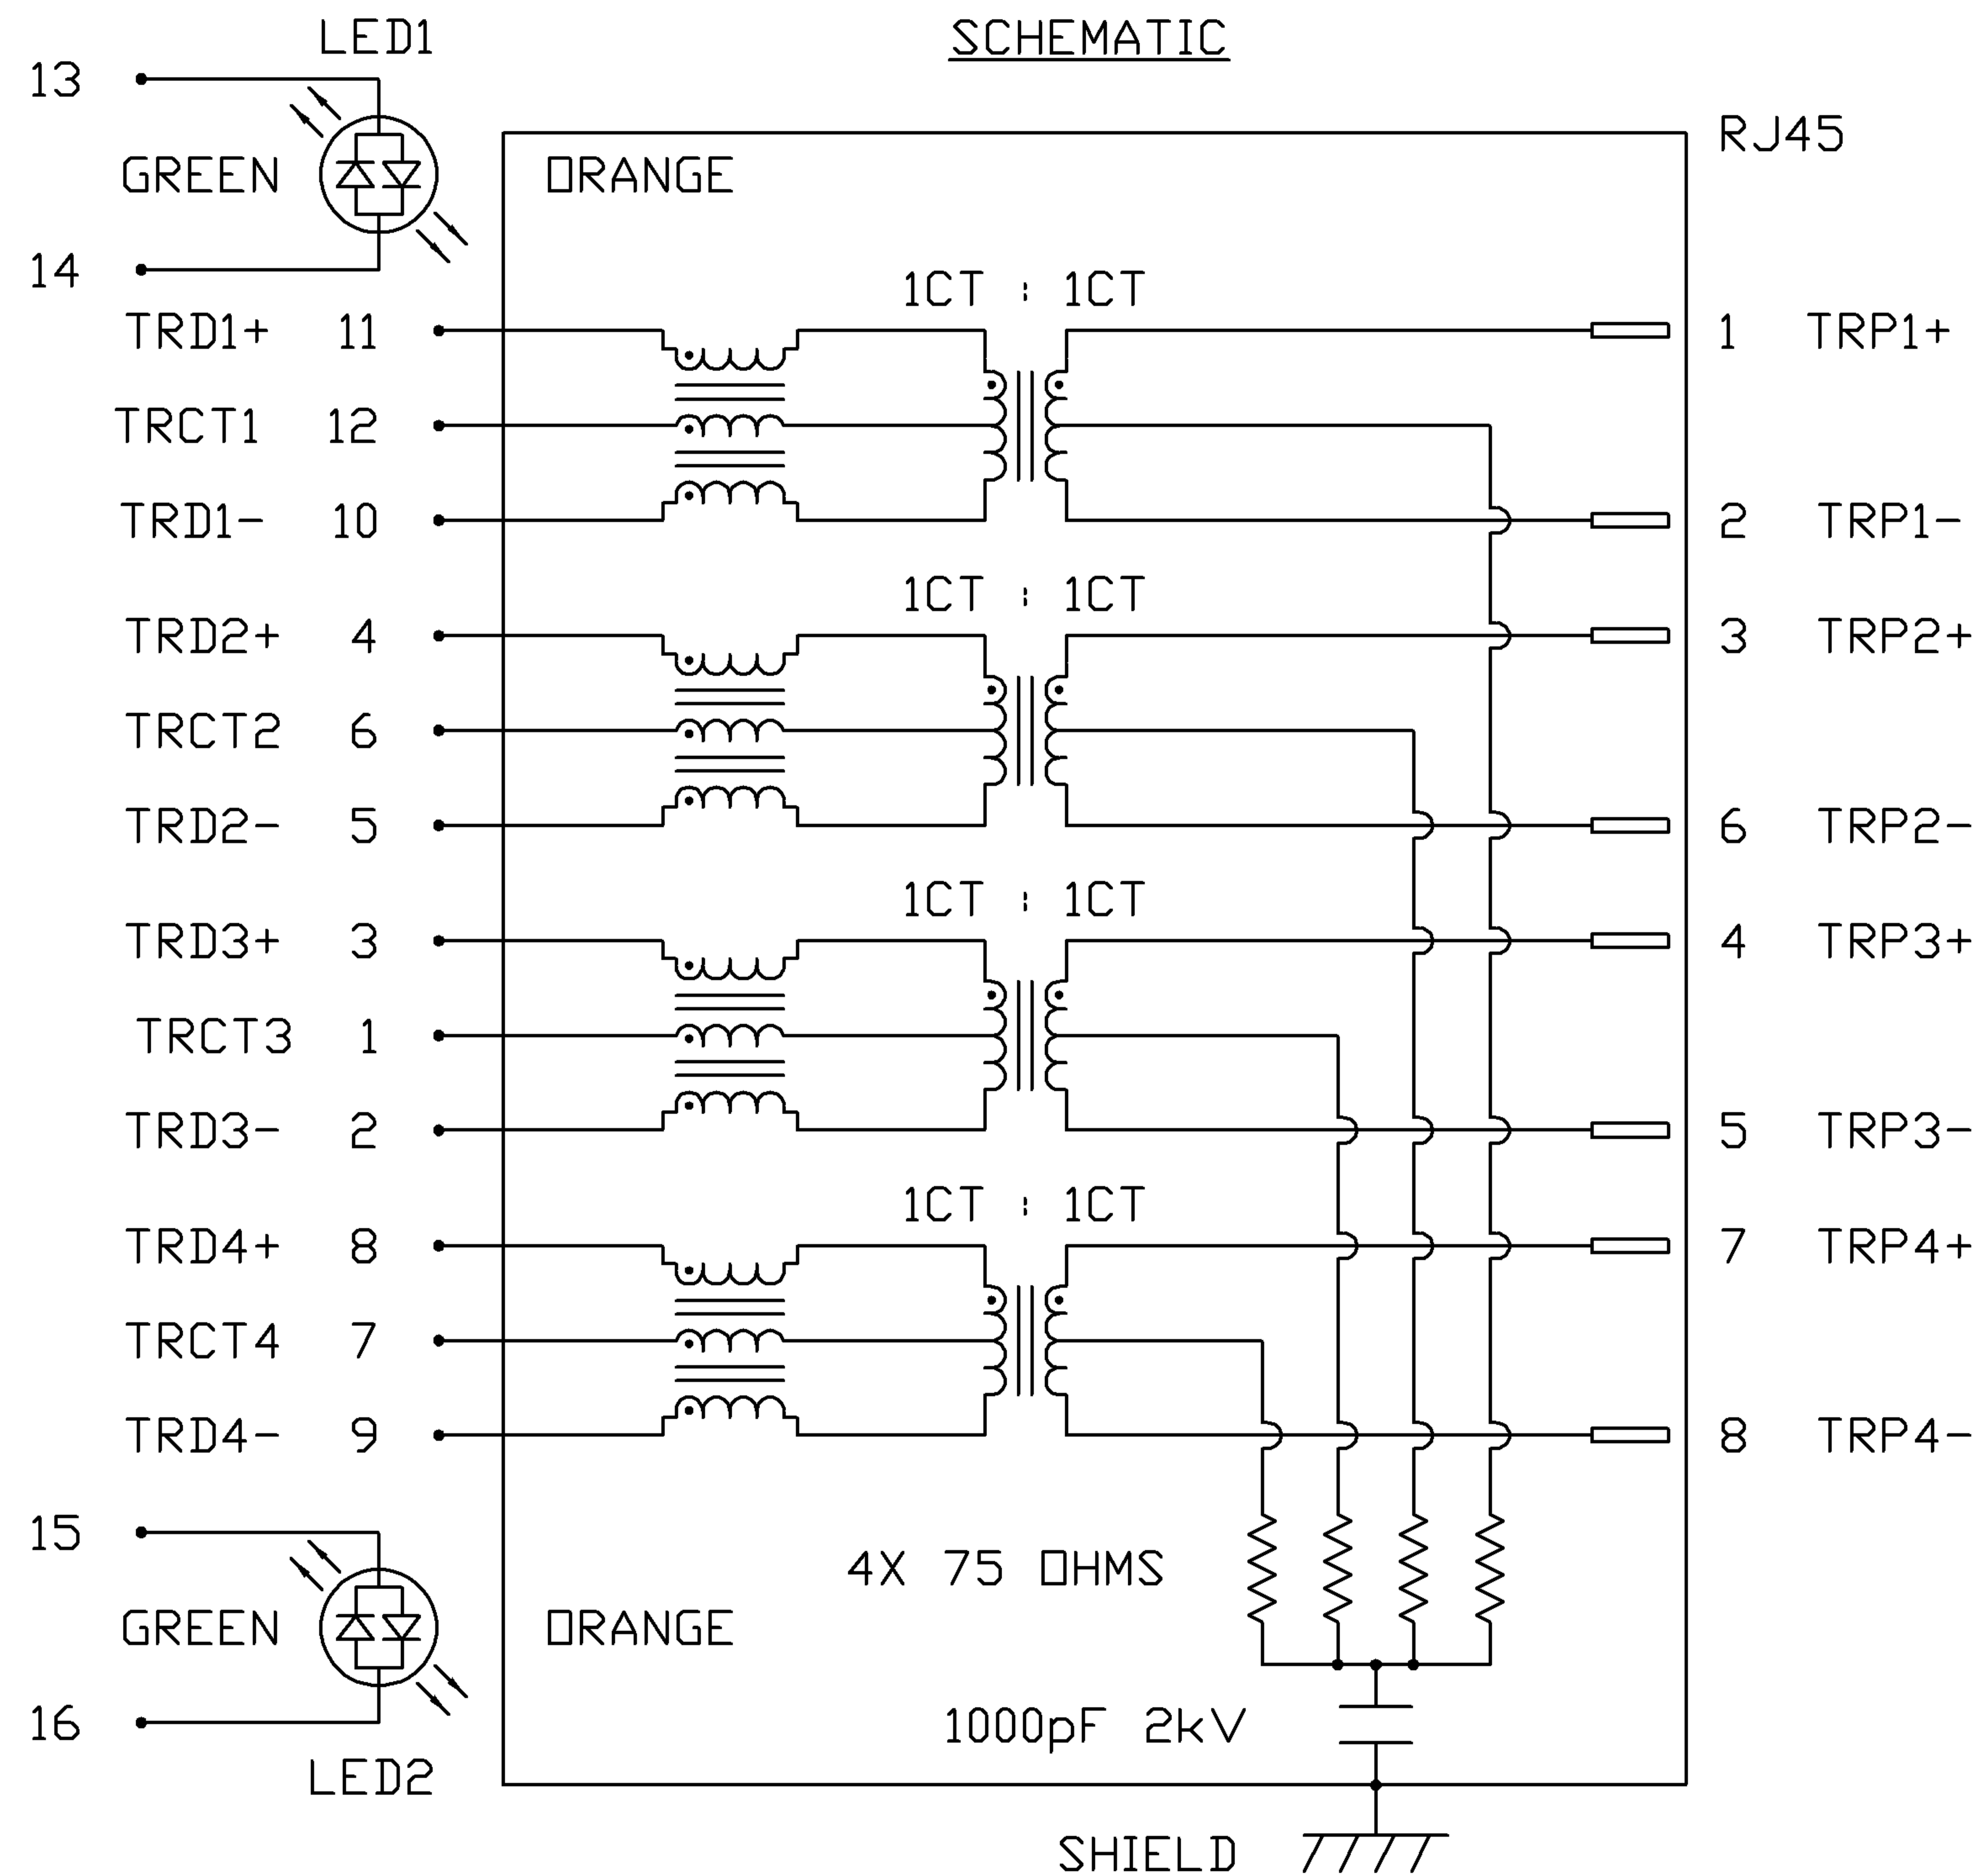 LED1
SCHEMATIC
13
RJ45
GREEN ORANGE
14
1CT : 1CT
TRD1+ 11 1 TRP1+
TRCT1 12
TRD1- 10 2 TRP1-
1CT : 1CT
TRD2+ 4 3 TRP2+
TRCT2 6
TRD2- 5 6 TRP2-
1CT : 1CT
TRD3+ 3 4 TRP3+
TRCT3 1
TRD3- 2 5 TRP3-
1CT : 1CT
TRD4+ 8 7 TRP4+
TRCT4 7
TRD4- 9 8 TRP4-
15
4X 75 OHMS
GREEN ORANGE
16
1000pF 2kV
LED2
SHIELD